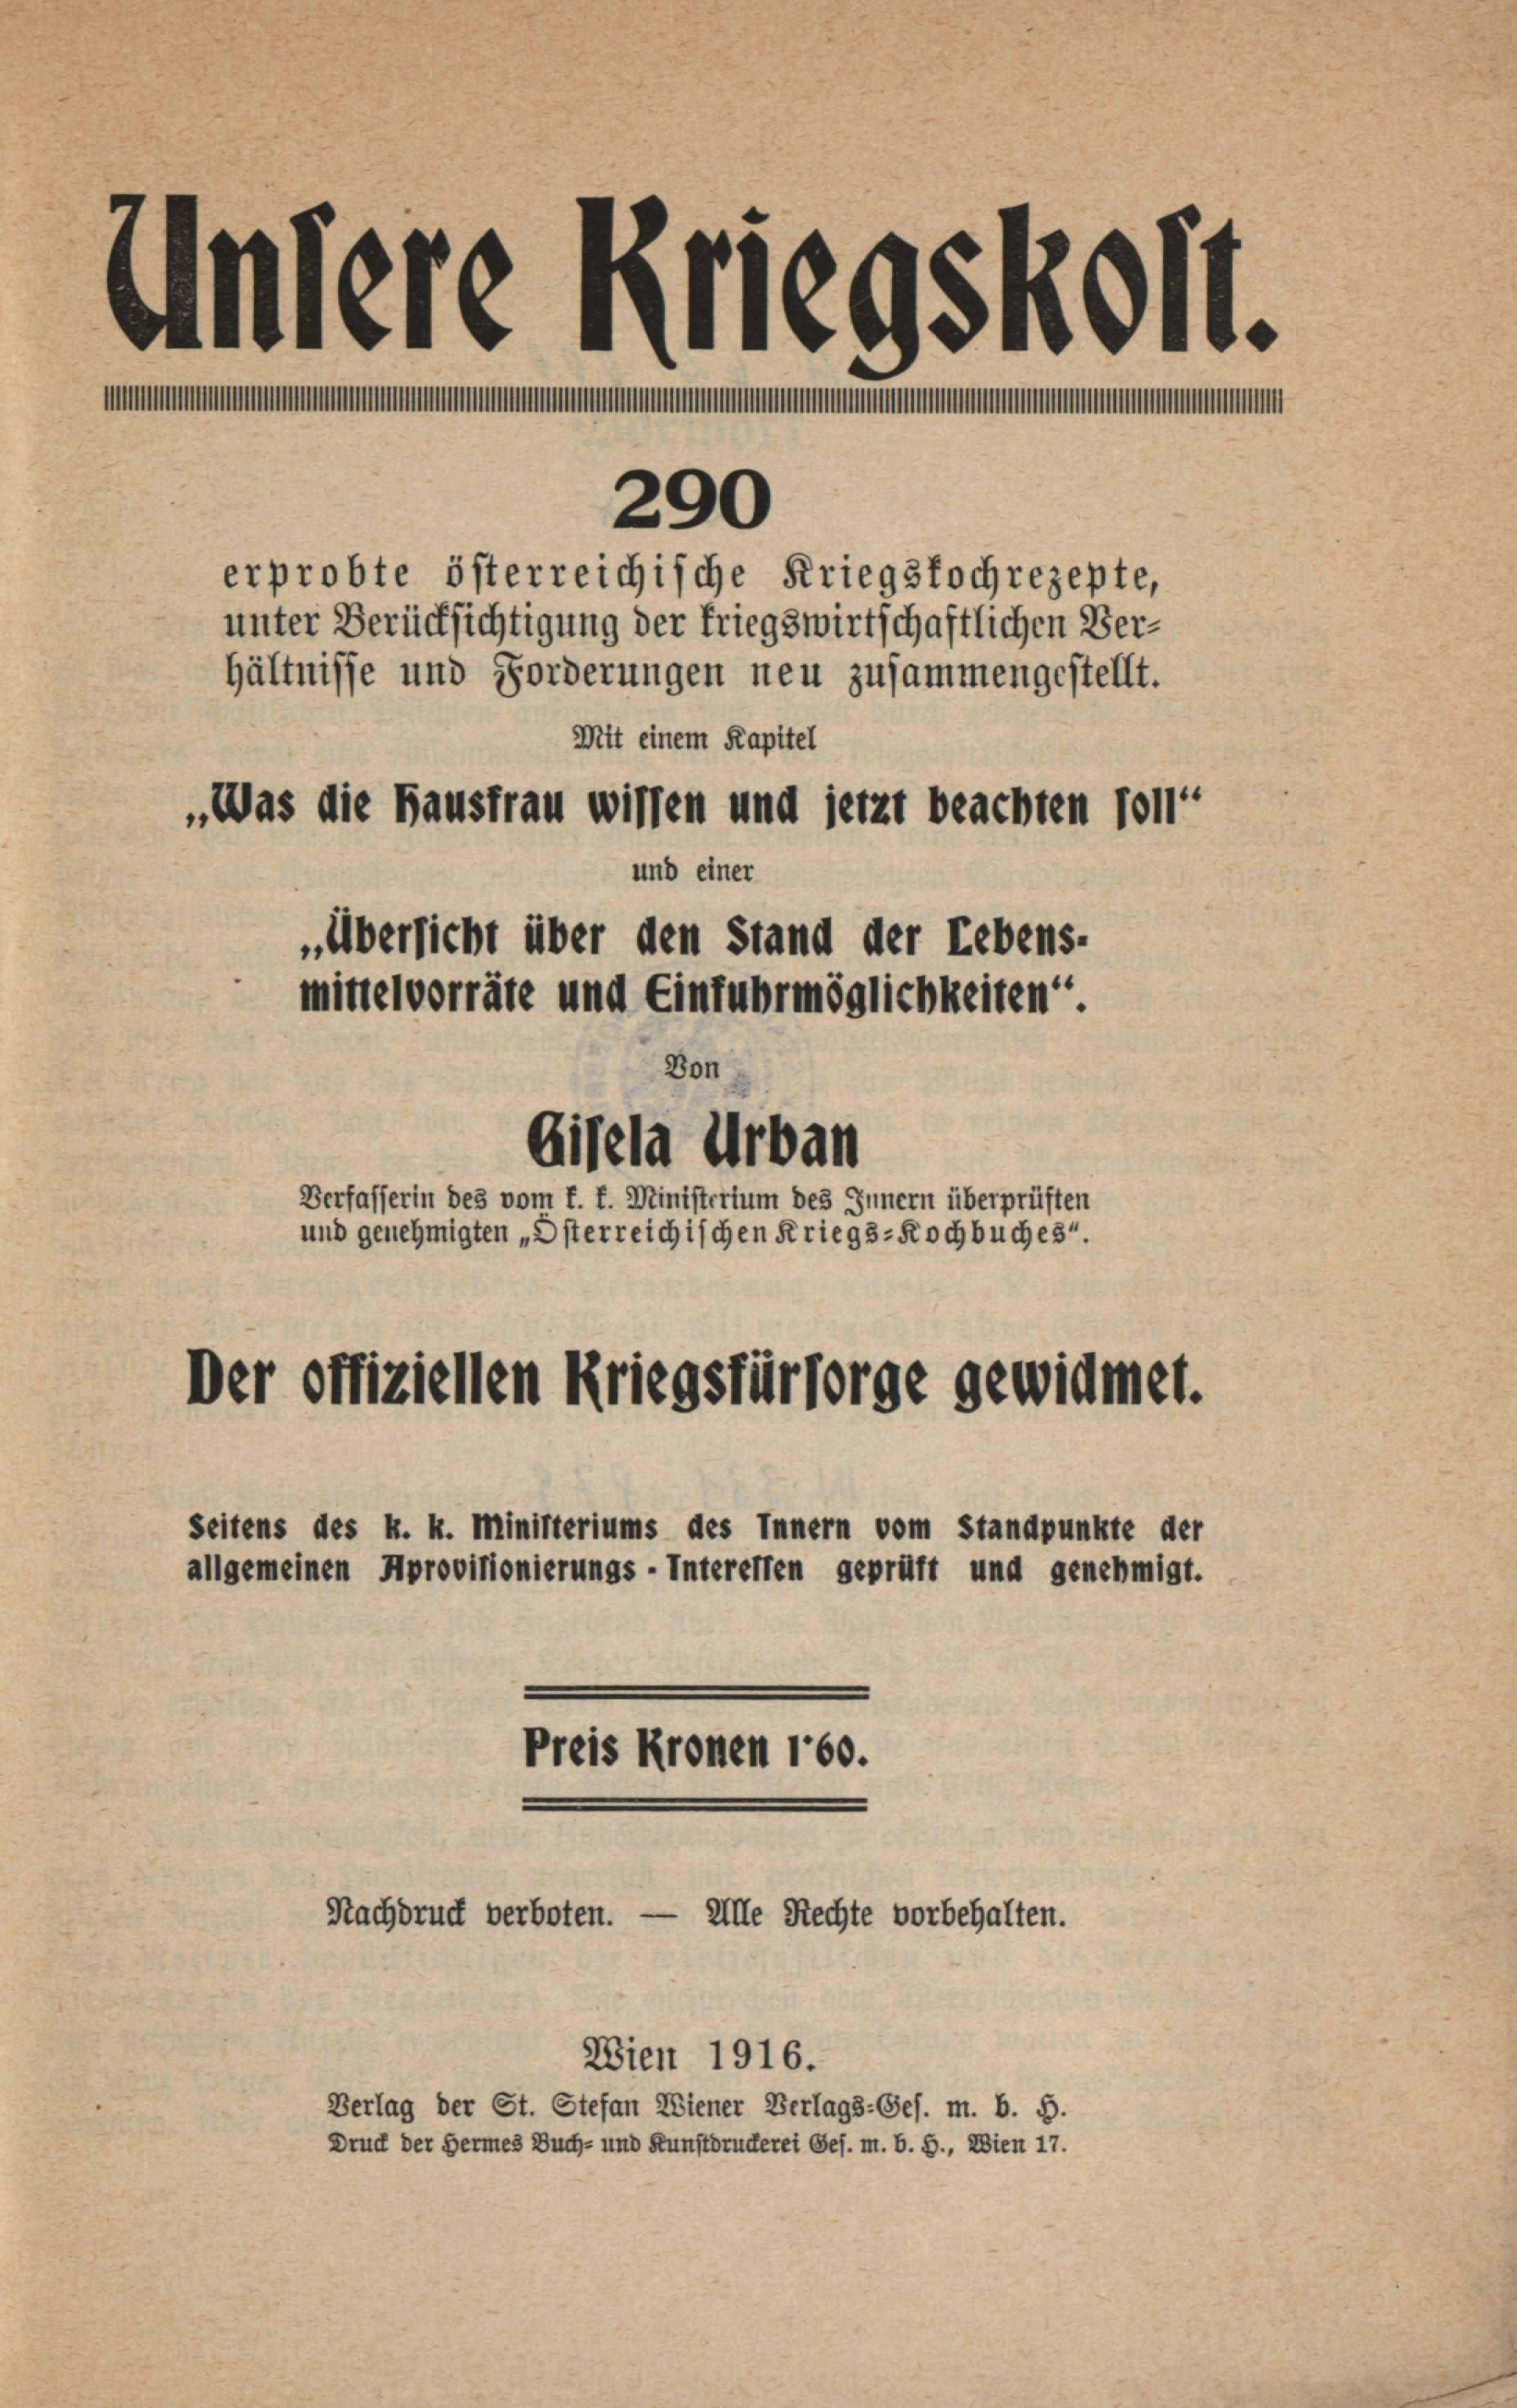 Unsere Kriegskost.
290
erprobte österreichische Kriegskochrezepte,
unter Berücksichtigung der kriegswirtschaftlichen Ver-
hältnisse und Forderungen neu zusammengestellt.
Mit einem Kapitel
„Was die Hausfrau wissen und jetzt beachten soll“
und einer
„Übersicht über den Stand der Lebens-
mittelvorräte und Einfuhrmöglichkeiten“.
Von
Gisela Urban
Verfasserin des vom k. k. Ministerium des Innern überprüften
und genehmigten „Österreichischen Kriegs-Kochbuches“.
Der offiziellen Kriegsfürsorge gewidmet.
Seitens des k. k. Ministeriums des Innern vom Standpunkte der
allgemeinen Aprovisionierungs-Interessen geprüft und genehmigt.
Preis Kronen 1·60.
Nachdruck verboten. — Alle Rechte vorbehalten.
Wien 1916.
Verlag der St. Stefan Wiener Verlags-Ges. m. b. H.
Druck der Hermes Buch- und Kunstdruckerei Ges. m. b. H., Wien 17.